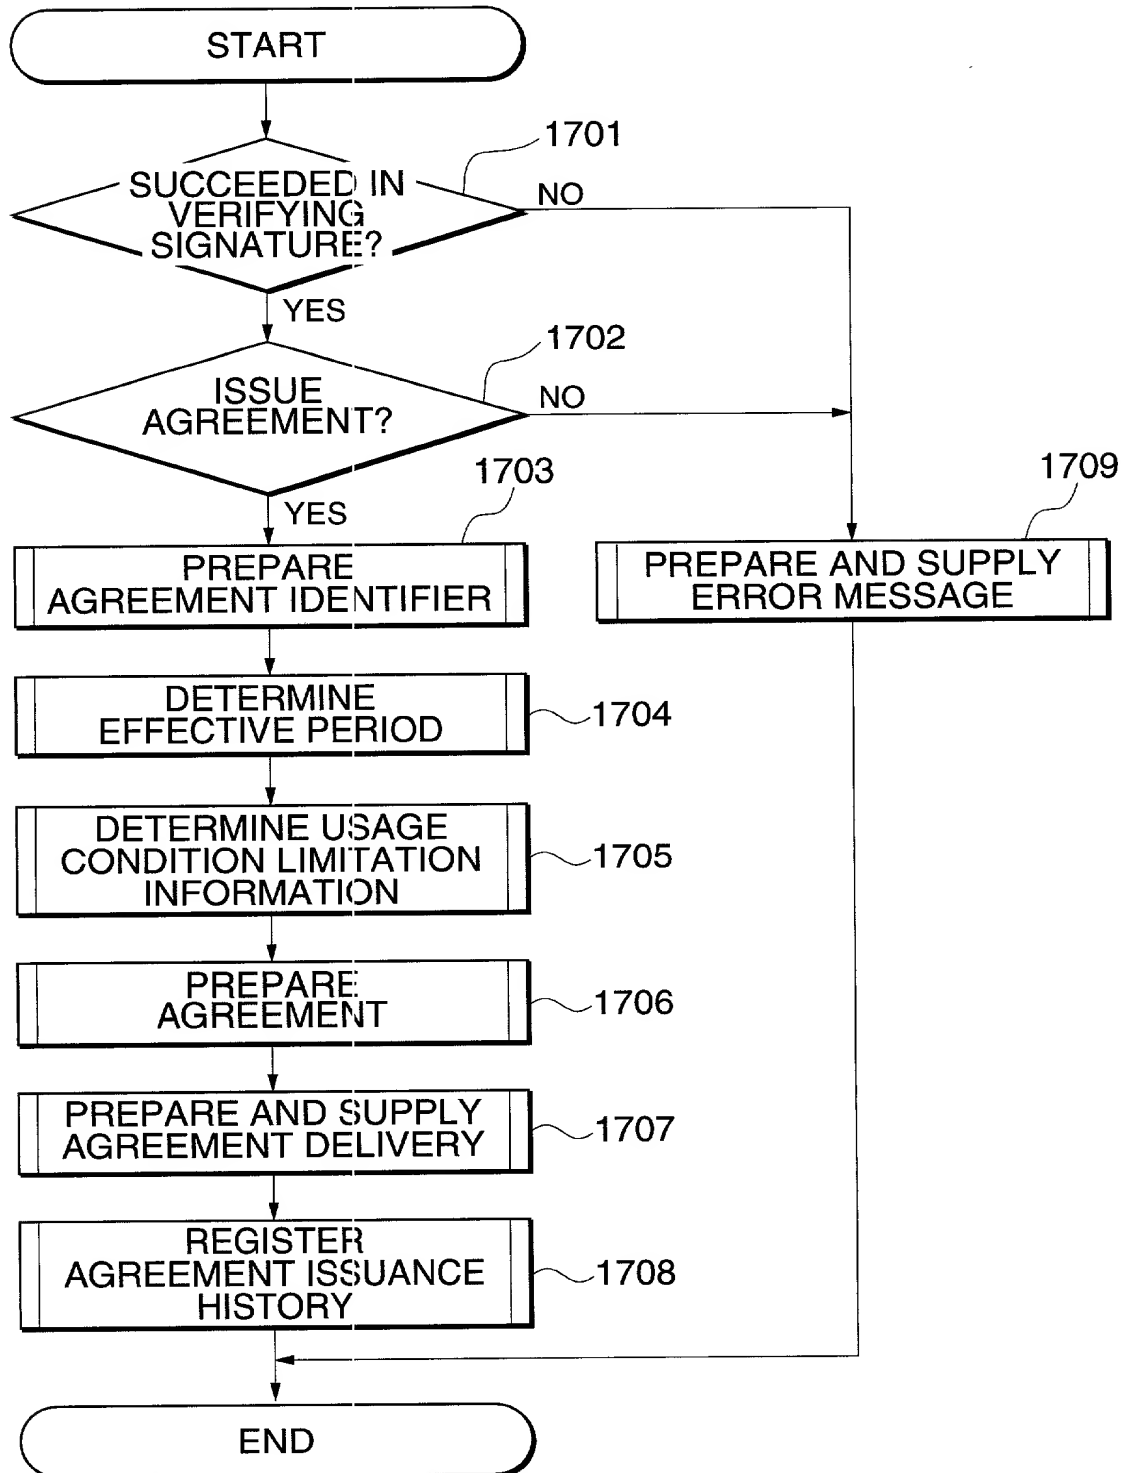 START
1701
SUCCEEDED IN
VERIFYING
SIGNATURE?
NO
YES
1702
ISSUE
AGREEMENT?
NO
YES
1703
PREPARE
AGREEMENT IDENTIFIER
1709
PREPARE AND SUPPLY
ERROR MESSAGE
DETERMINE
EFFECTIVE PERIOD
1704
DETERMINE USAGE
CONDITION LIMITATION
INFORMATION
1705
PREPARE
AGREEMENT
1706
PREPARE AND SUPPLY
AGREEMENT DELIVERY
1707
REGISTER
AGREEMENT ISSUANCE
HISTORY
1708
END